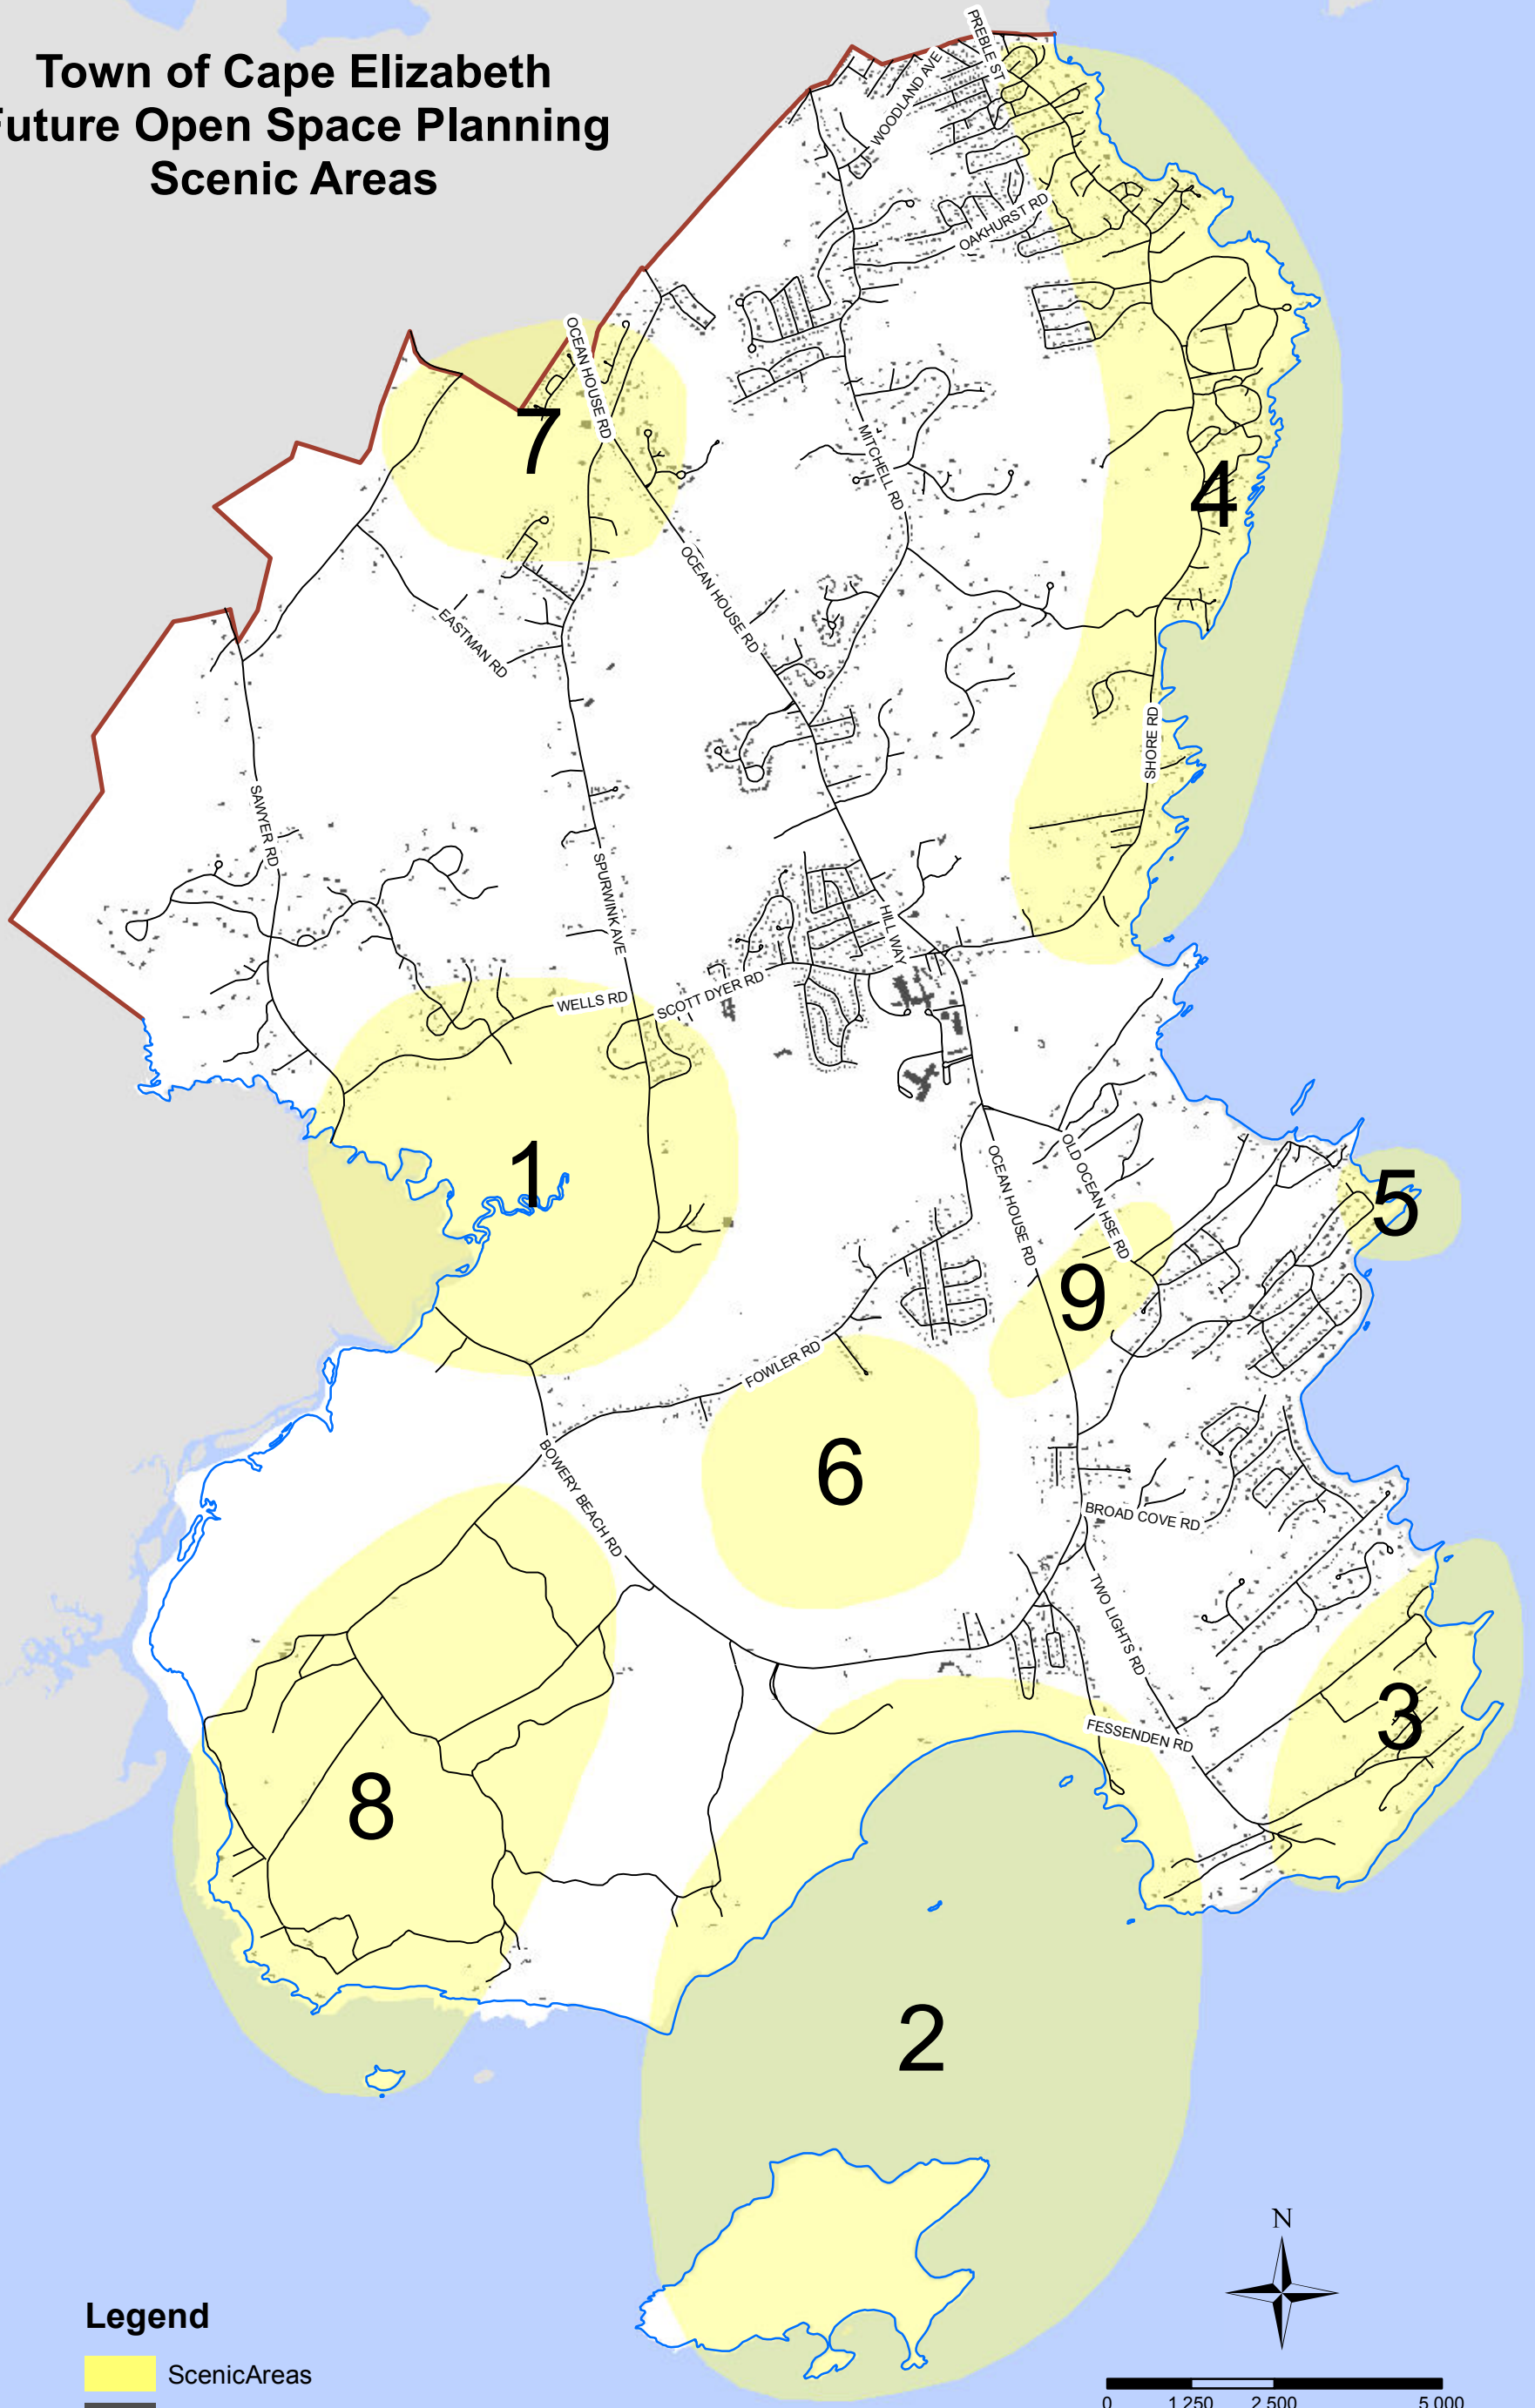 Town of Cape Elizabeth
Future Open Space Planning
Scenic Areas
PREBLE ST
WOODLAND AVE
OAKHURST RD
OCEAN HOUSE RD
7
MITCHELL RD
4
OCEAN HOUSE RD
EASTMAN RD
SHORE RD
SAWYER RD
SPURWINK AVE
HILL WAY
WELLS RD
SCOTT DYER RD
1
OCEAN HOUSE RD
OLD OCEAN HSE RD
5
9
FOWLER RD
6
BOWERY BEACH RD
BROAD COVE RD
TWO LIGHTS RD
3
FESSENDEN RD
8
2
N
Legend
ScenicAreas
0 1,250 2,500 5,000